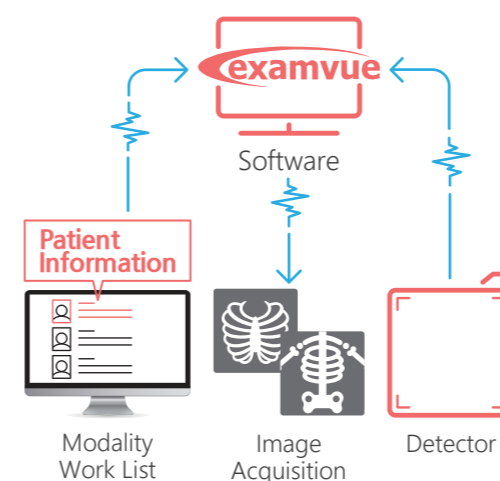 examvue
Software
Patient
Information
Modality
Work List
Image
Acquisition
Detector